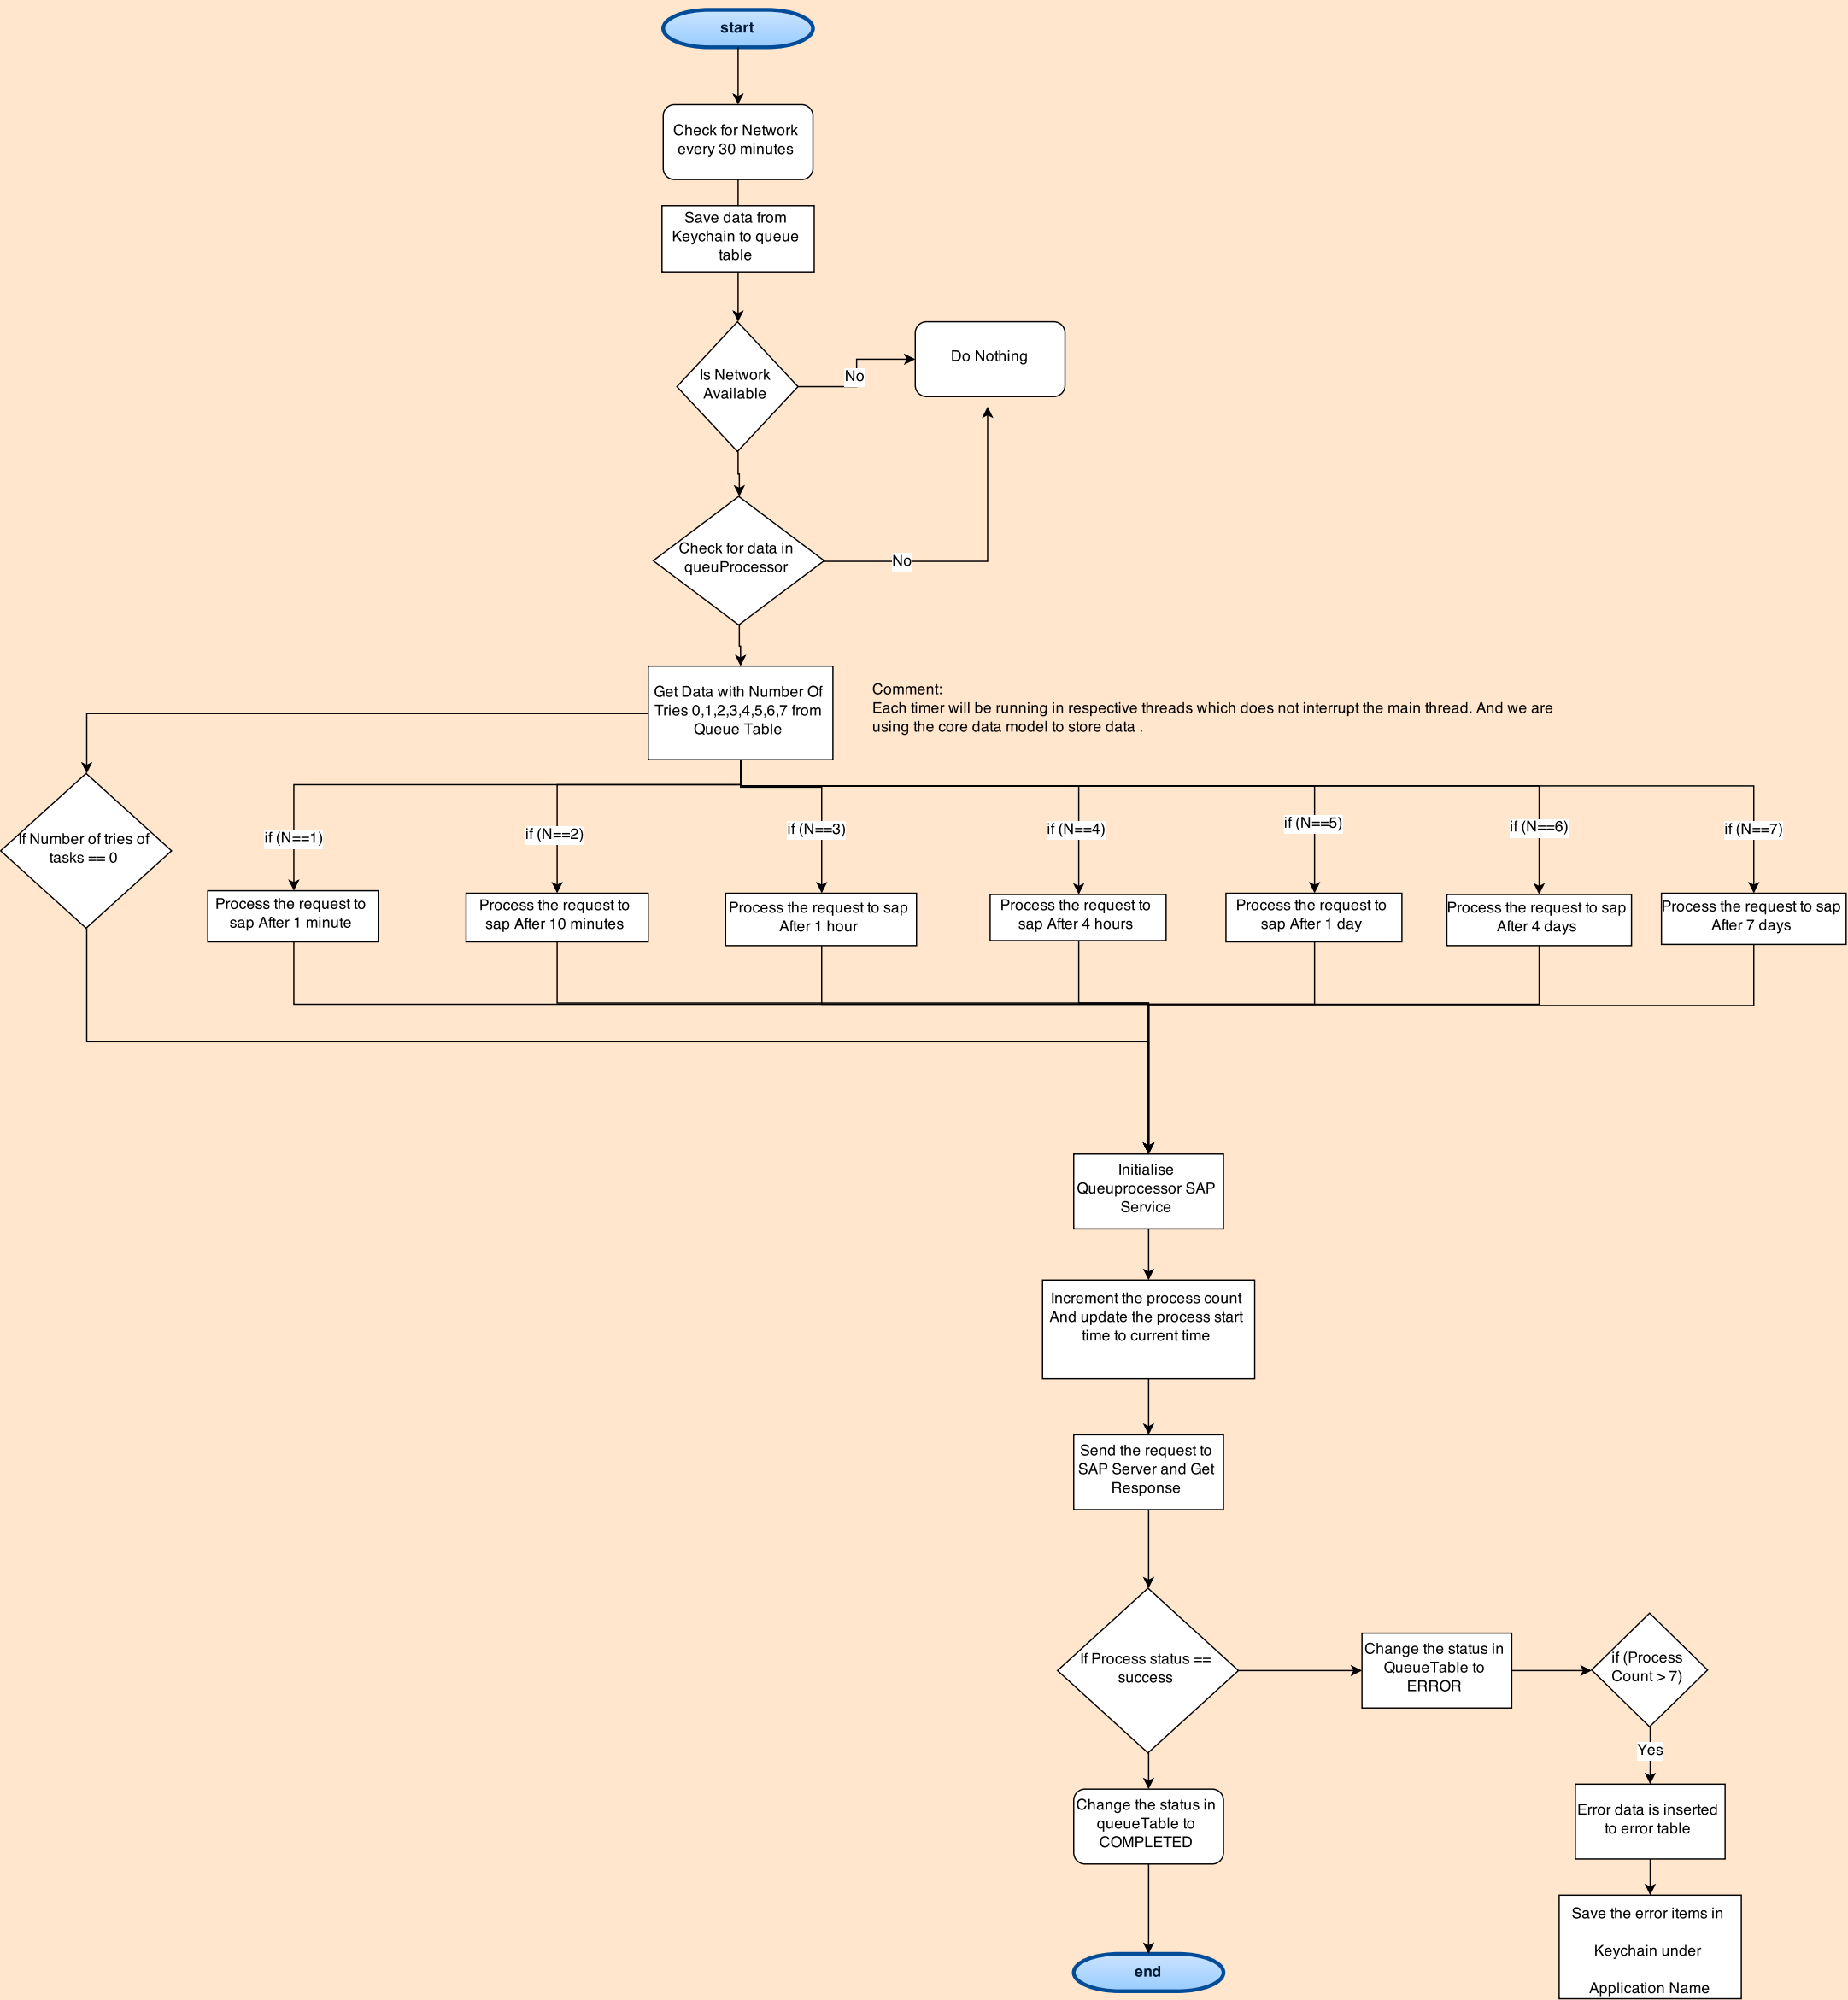 start
Check for Network
every 30 minutes
Save data from
Keychain to queue
table
Is Network
Available
No
Do Nothing
Check for data in
queuProcessor
No
Get Data with Number Of
Tries 0,1,2,3,4,5,6,7 from
Queue Table
Comment:
Each timer will be running in respective threads which does not interrupt the main thread. And we are
using the core data model to store data .
If Number of tries of
tasks == 0
if (N==1)
if (N==2)
if (N==3)
if (N==4)
if (N==5)
if (N==6)
if (N==7)
Process the request to
sap After 1 minute
Process the request to
sap After 10 minutes
Process the request to sap
After 1 hour
Process the request to
sap After 4 hours
Process the request to
sap After 1 day
Process the request to sap
After 4 days
Process the request to sap
After 7 days
Initialise
Queuprocessor SAP
Service
Increment the process count
And update the process start
time to current time
Send the request to
SAP Server and Get
Response
If Process status ==
success
Change the status in
QueueTable to
ERROR
if (Process
Count > 7)
Yes
Change the status in
queueTable to
COMPLETED
Error data is inserted
to error table
Save the error items in
Keychain under
Application Name
end